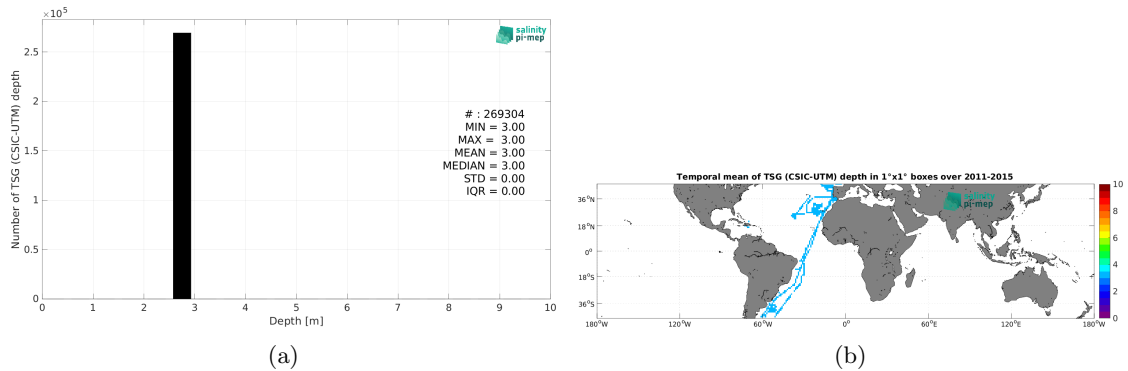 ×10⁵
2.5
2
1.5
1
0.5
0
Number of TSG (CSIC-UTM) depth
salinity
pi-mep
# : 269304
MIN = 3.00
MAX = 3.00
MEAN = 3.00
MEDIAN = 3.00
STD = 0.00
IQR = 0.00
0 1 2 3 4 5 6 7 8 9 10
Depth [m]
(a)
Temporal mean of TSG (CSIC-UTM) depth in 1°x1° boxes over 2011-2015
36°N
18°N
0°
18°S
36°S
180°W 120°W 60°W 0° 60°E 120°E 180°W
pi-mep
10
8
6
4
2
0
(b)